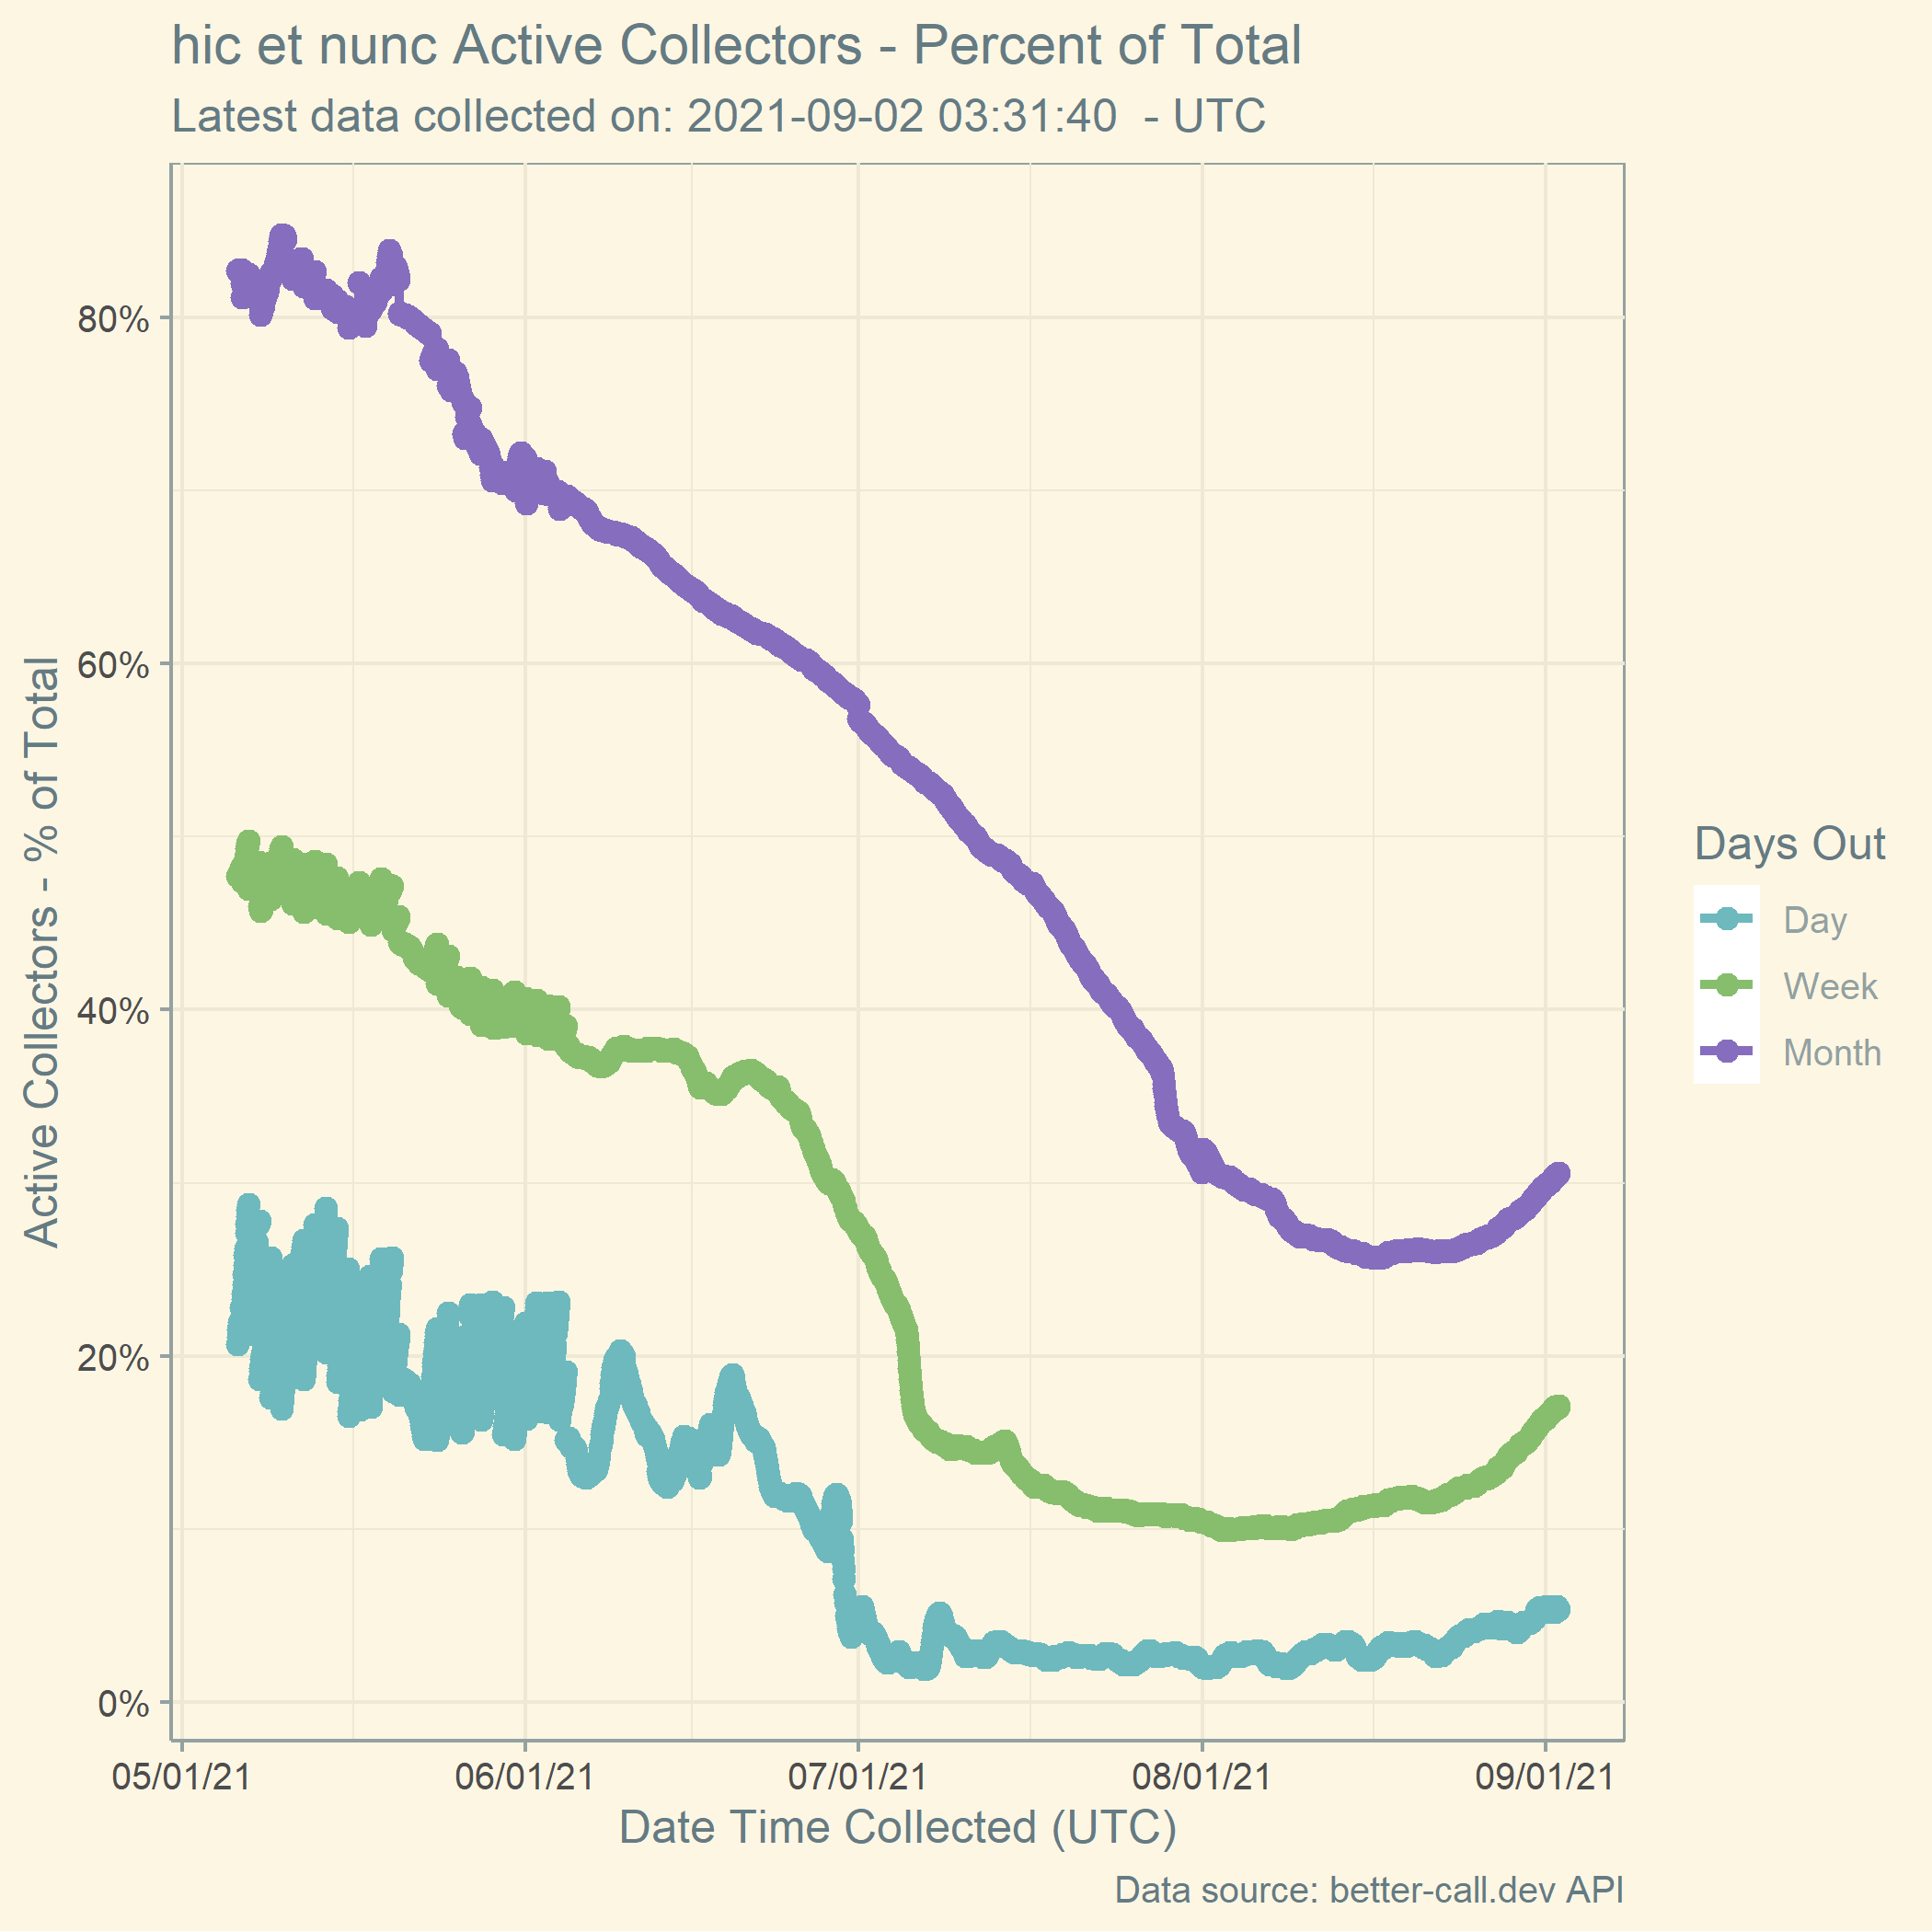 hic et nunc Active Collectors - Percent of Total
Latest data collected on: 2021-09-02 03:31:40  - UTC
Active Collectors - % of Total
80%
60%
40%
20%
0%
05/01/21
06/01/21
07/01/21
08/01/21
09/01/21
Date Time Collected (UTC)
Days Out
Day
Week
Month
Data source: better-call.dev API